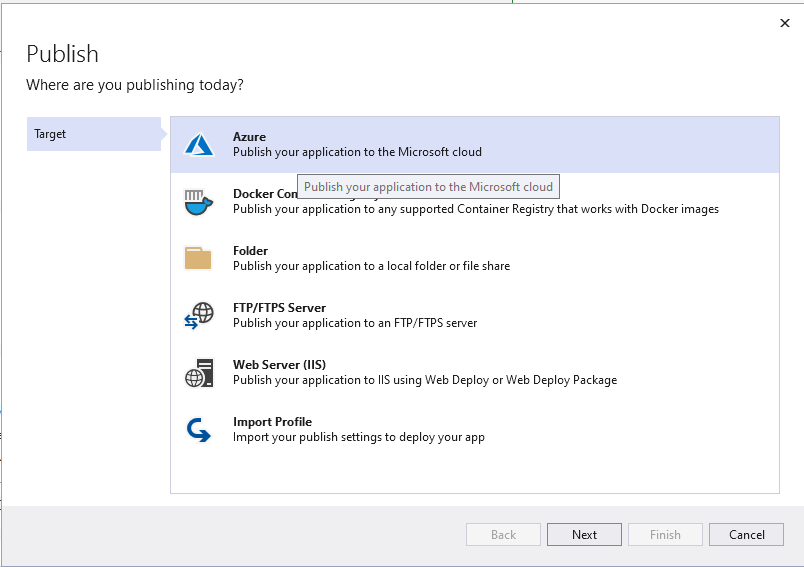 Publish
Where are you publishing today?
Target
Azure
Publish your application to the Microsoft cloud
Publish your application to the Microsoft cloud
Docker
Publish your application to any supported Container Registry that works with Docker images
Folder
Publish your application to a local folder or file share
FTP/FTPS Server
Publish your application to an FTP/FTPS server
Web Server (IIS)
Publish your application to IIS using Web Deploy or Web Deploy Package
Import Profile
Import your publish settings to deploy your app
Back
Next
Finish
Cancel